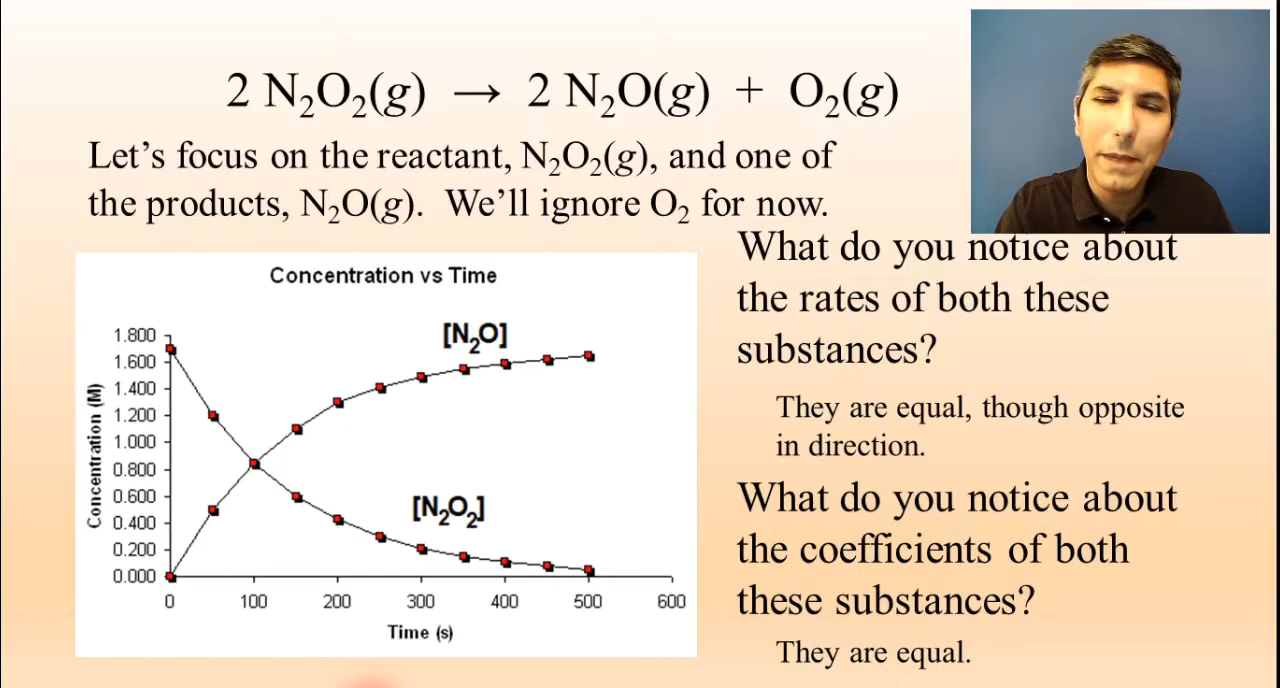 2 N₂O₂(g) → 2 N₂O(g) + O₂(g)
Let’s focus on the reactant, N₂O₂(g), and one of
the products, N₂O(g). We’ll ignore O₂ for now.
Concentration vs Time
Concentration (M)
1.800
1.600
1.400
1.200
1.000
0.800
0.600
0.400
0.200
0.000
[N₂O]
[N₂O₂]
0 100 200 300 400 500 600
Time (s)
What do you notice about
the rates of both these
substances?
They are equal, though opposite
in direction.
What do you notice about
the coefficients of both
these substances?
They are equal.